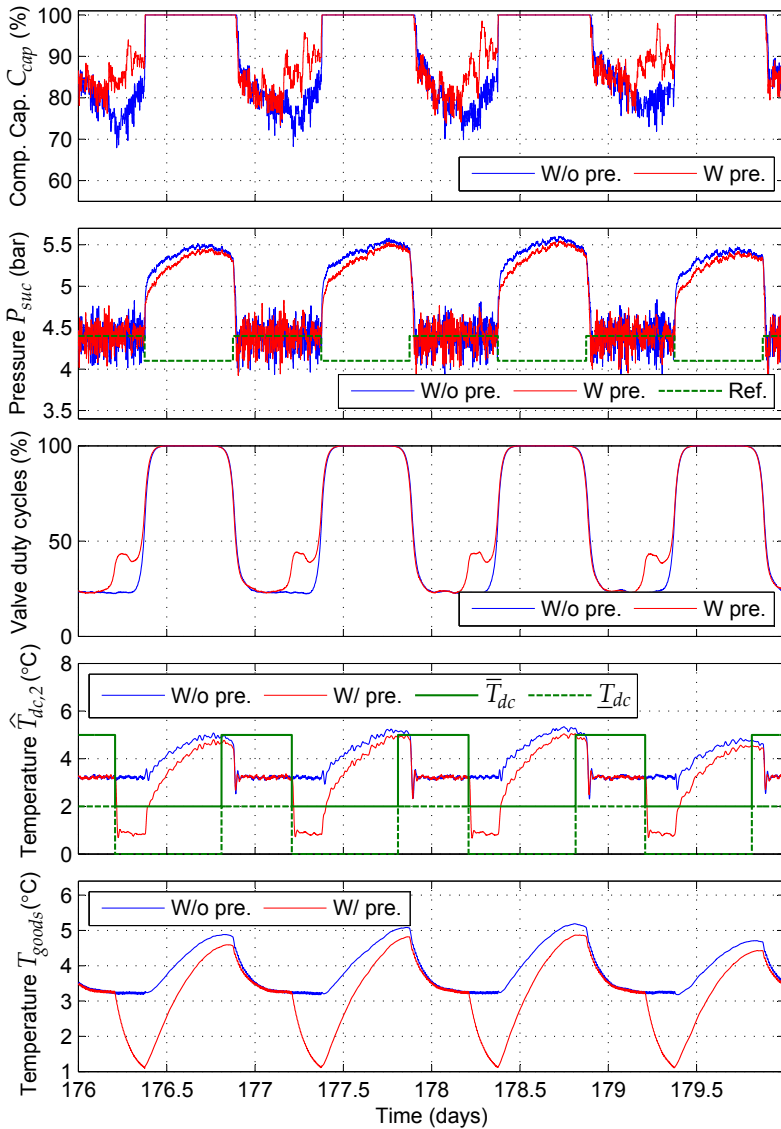 Comp. Cap. C_cap (%)
100
90
80
70
60
W/o pre. W pre.
Pressure P_suc (bar)
5.5
5
4.5
4
3.5
W/o pre. W pre. Ref.
Valve duty cycles (%)
100
50
0
W/o pre. W pre.
Temperature T̂_dc,2 (°C)
8
6
4
2
0
W/o pre. W/ pre. T̅_dc T̲_dc
Temperature T_goods (°C)
6
5
4
3
2
1
W/o pre. W/ pre.
176 176.5 177 177.5 178 178.5 179 179.5
Time (days)